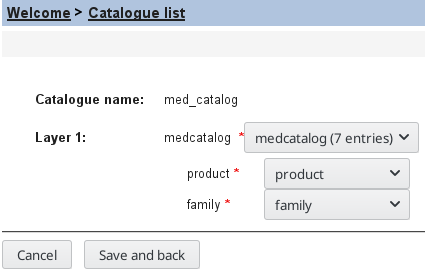 Welcome > Catalogue list
Catalogue name: med_catalog
Layer 1: medcatalog * medcatalog (7 entries)
product * product
family * family
Cancel Save and back